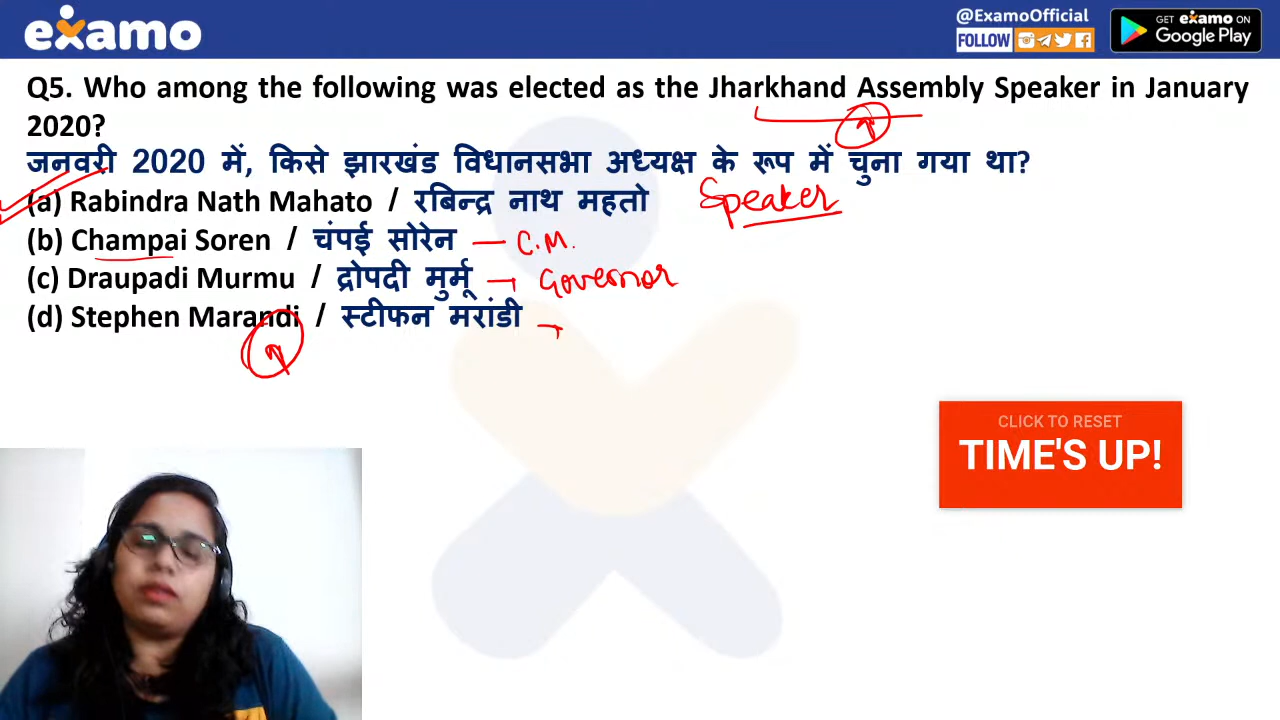 examo
@ExamoOfficial
FOLLOW
GET examo ON
Google Play
Q5. Who among the following was elected as the Jharkhand Assembly Speaker in January
2020?
जनवरी 2020 में, किसे झारखंड विधानसभा अध्यक्ष के रूप में चुना गया था?
(a) Rabindra Nath Mahato / रबिन्द्र नाथ महतो Speaker
(b) Champai Soren / चंपई सोरेन — C.M.
(c) Draupadi Murmu / द्रोपदी मुर्मू → Governor
(d) Stephen Marandi / स्टीफन मरांडी →
CLICK TO RESET
TIME'S UP!